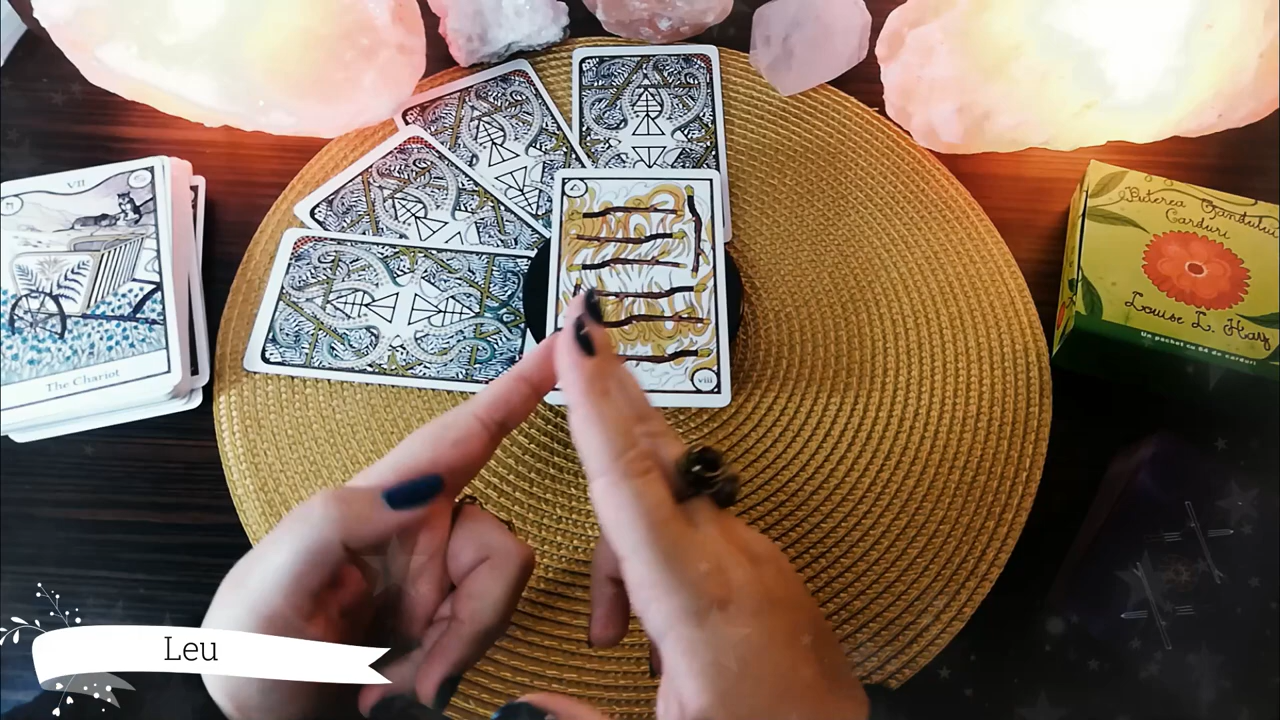 VII
The Chariot
viii
Puterea Gândului
Carduri
Louise L. Hay
Un pachet cu 64 de carduri
Leu